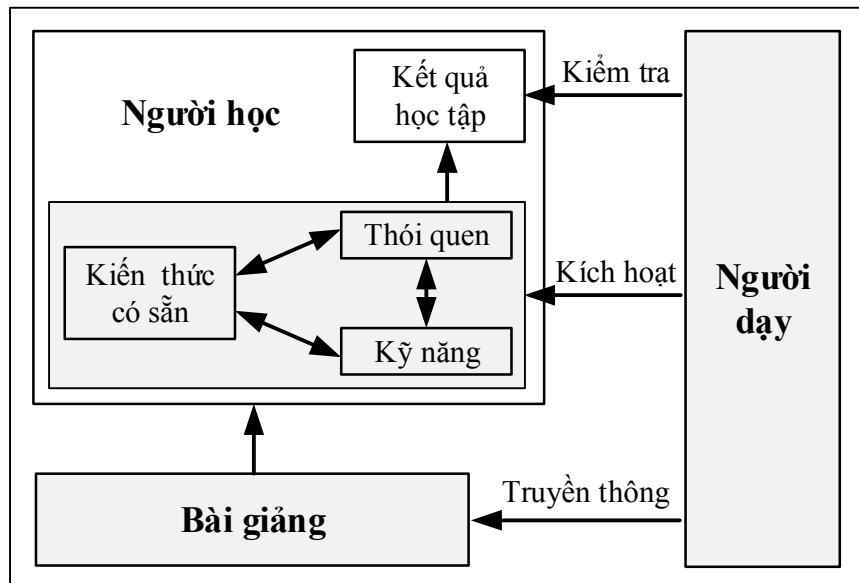 Người học
Kết quả
học tập
Kiểm tra
Kiến thức
có sẵn
Thói quen
Kỹ năng
Kích hoạt
Người
dạy
Bài giảng
Truyền thông